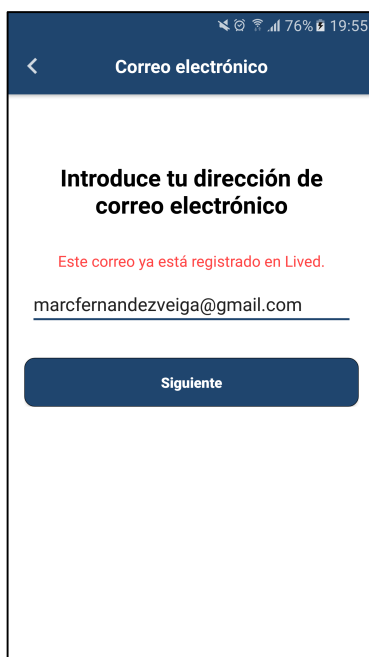 76% 19:55
Correo electrónico
Introduce tu dirección de
correo electrónico
Este correo ya está registrado en Lived.
marcfernandezveiga@gmail.com
Siguiente